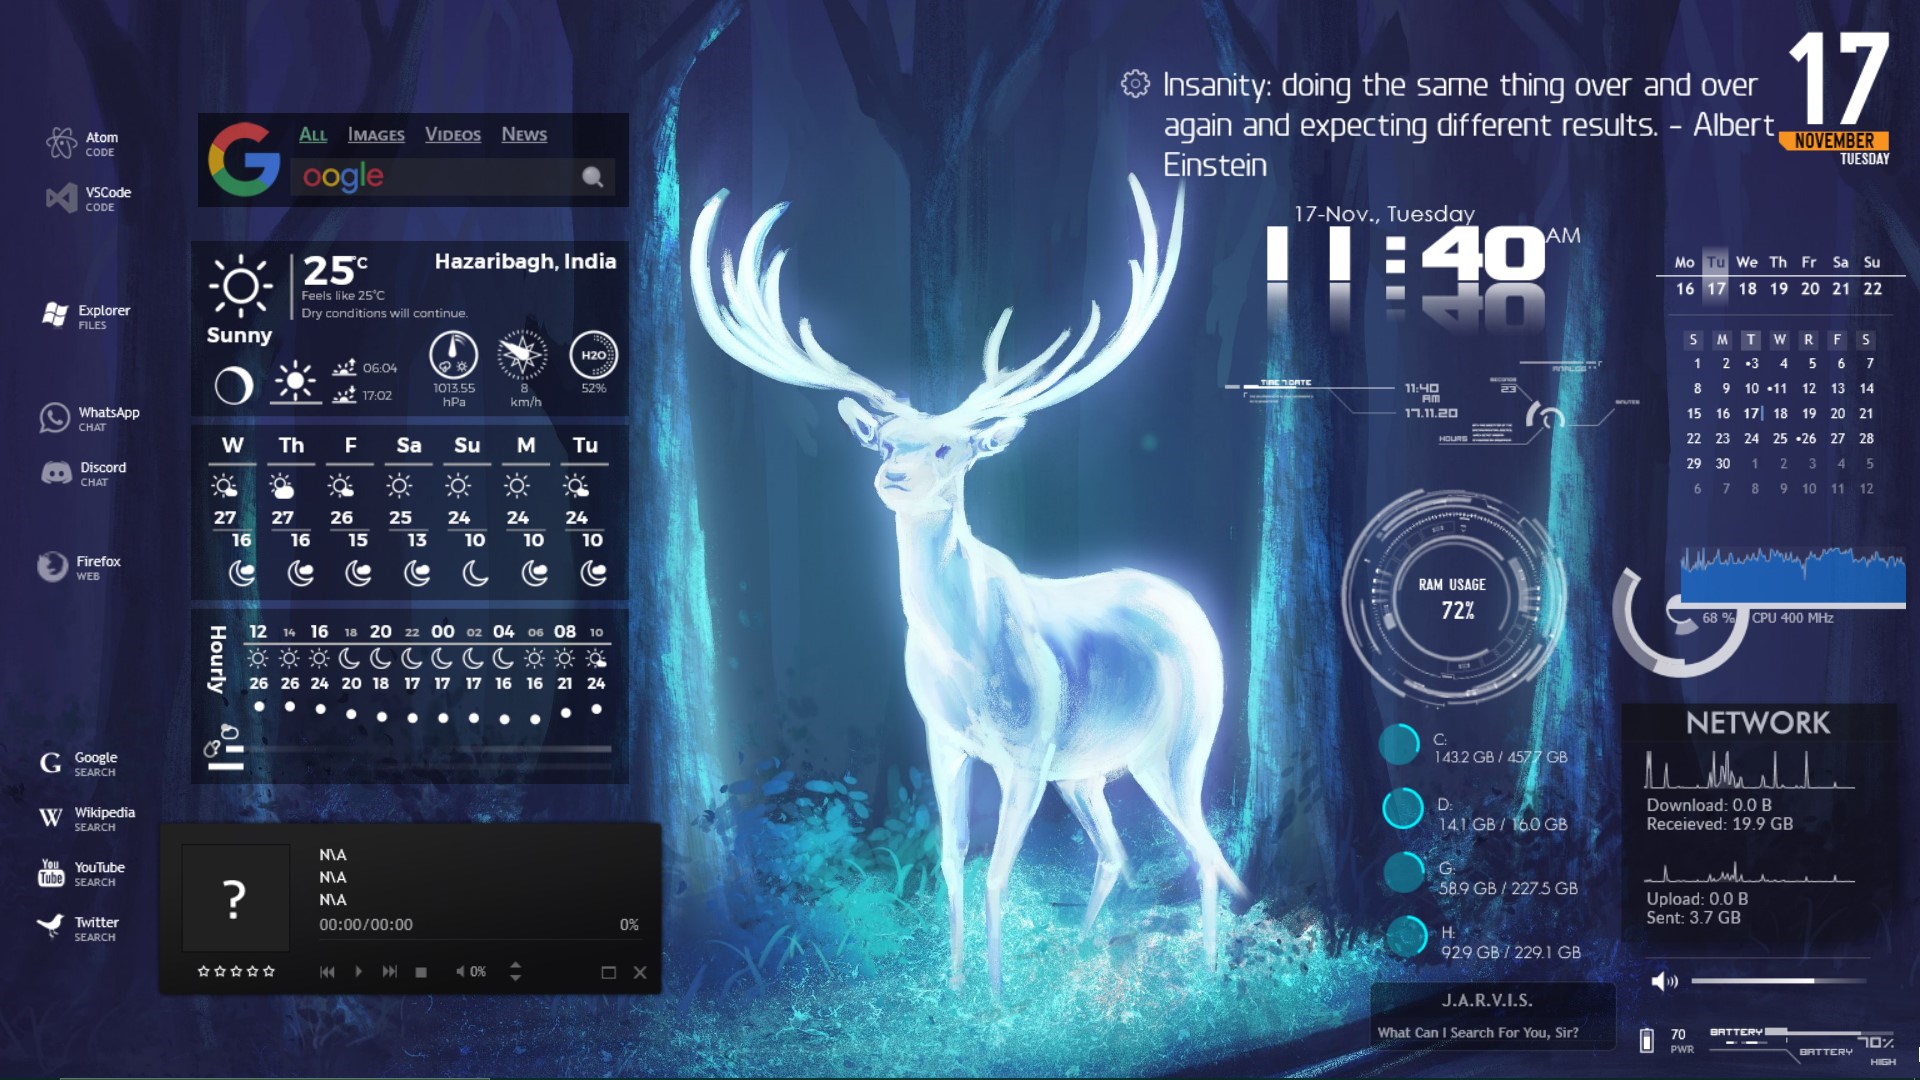 Atom
CODE
VSCode
CODE
Explorer
FILES
WhatsApp
CHAT
Discord
CHAT
Firefox
WEB
Google
SEARCH
Wikipedia
SEARCH
YouTube
SEARCH
Twitter
SEARCH
ALL IMAGES VIDEOS NEWS
Google
25°C
Feels like 25°C
Dry conditions will continue.
Hazaribagh, India
Sunny
06:04
17:02
1013.55
hPa
8
km/h
H2O
52%
W Th F Sa Su M Tu
27 27 26 25 24 24 24
16 16 15 13 10 10 10
Hourly
12 14 16 18 20 22 00 02 04 06 08 10
26 26 24 20 18 17 17 17 16 16 21 24
?
N\A
N\A
N\A
00:00/00:00 0%
0%
Insanity: doing the same thing over and over
again and expecting different results. - Albert
Einstein
17
NOVEMBER
TUESDAY
17-Nov., Tuesday
11:40 AM
TIME & DATE
11:40
AM
17.11.20
ANALOG
SECONDS
23
MINUTES
HOURS
Mo Tu We Th Fr Sa Su
16 17 18 19 20 21 22
S M T W R F S
1 2 •3 4 5 6 7
8 9 10 •11 12 13 14
15 16 17| 18 19 20 21
22 23 24 25 •26 27 28
29 30 1 2 3 4 5
6 7 8 9 10 11 12
RAM USAGE
72%
68 % CPU 400 MHz
C:
143.2 GB / 457.7 GB
D:
14.1 GB / 16.0 GB
G:
58.9 GB / 227.5 GB
H:
92.9 GB / 229.1 GB
NETWORK
Download: 0.0 B
Receieved: 19.9 GB
Upload: 0.0 B
Sent: 3.7 GB
J.A.R.V.I.S.
What Can I Search For You, Sir?
70
PWR
BATTERY
BATTERY
70%
HIGH